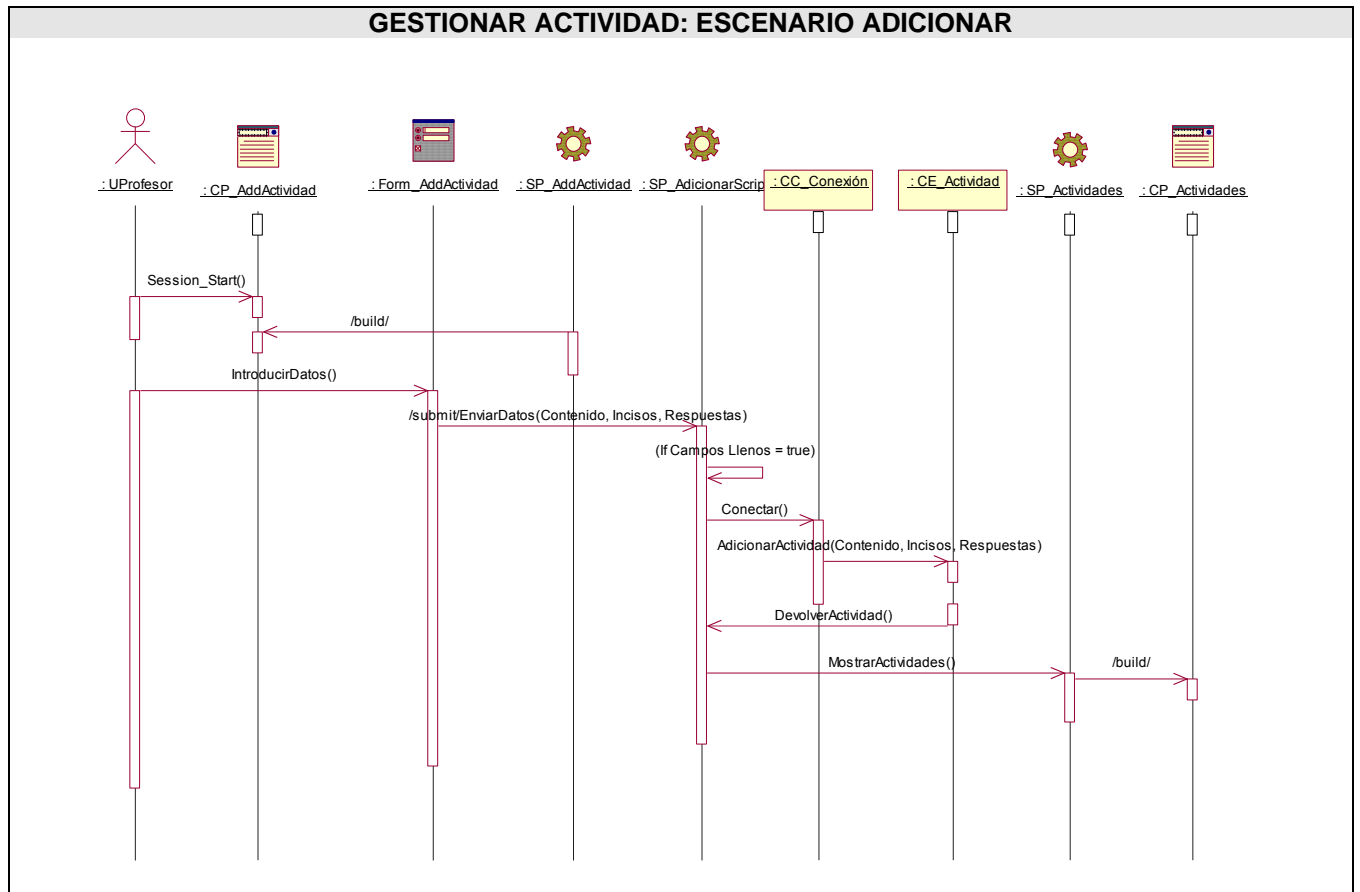 GESTIONAR ACTIVIDAD: ESCENARIO ADICIONAR
: UProfesor
: CP_AddActividad
: Form_AddActividad
: SP_AddActividad
: SP_AdicionarScrip
: CC_Conexión
: CE_Actividad
: SP_Actividades
: CP_Actividades
Session_Start()
/build/
IntroducirDatos()
/submit/EnviarDatos(Contenido, Incisos, Respuestas)
(If Campos Llenos = true)
Conectar()
AdicionarActividad(Contenido, Incisos, Respuestas)
DevolverActividad()
MostrarActividades()
/build/